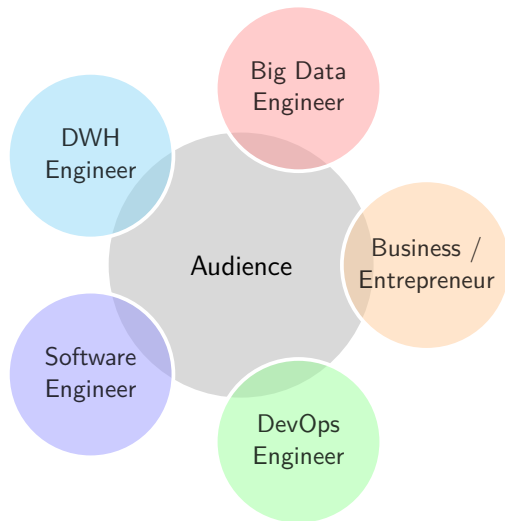 Big Data
Engineer
DWH
Engineer
Audience
Business /
Entrepreneur
Software
Engineer
DevOps
Engineer